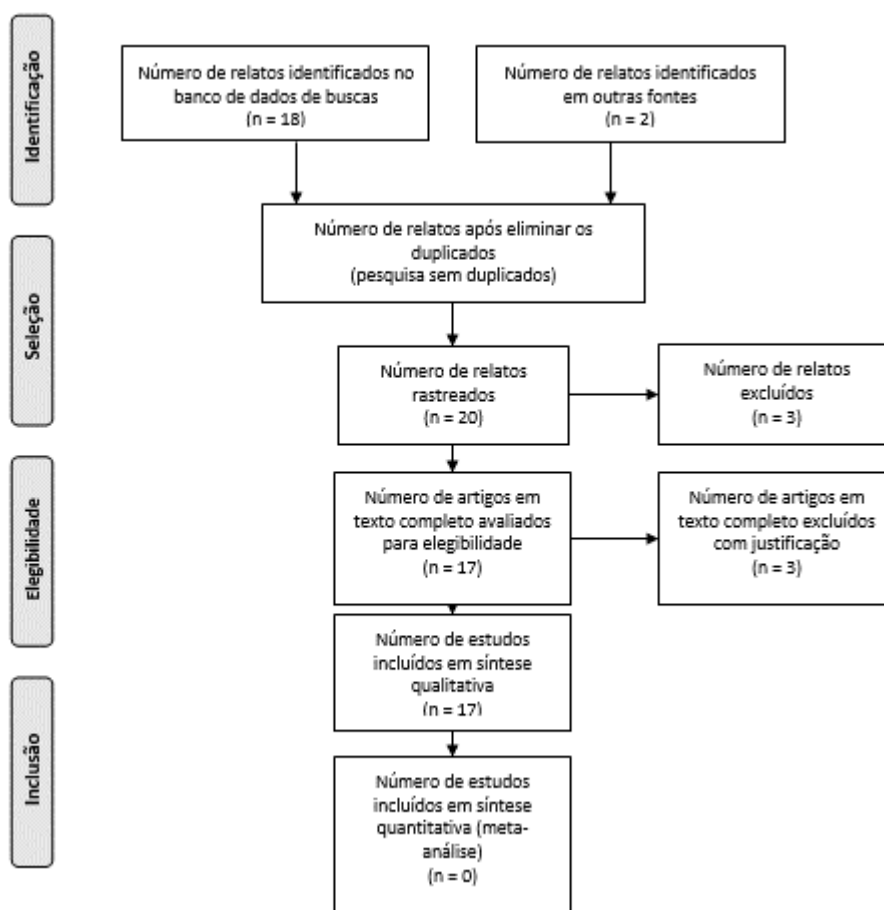 Identificação
Número de relatos identificados no
banco de dados de buscas
(n = 18)
Número de relatos identificados
em outras fontes
(n = 2)
Seleção
Número de relatos após eliminar os
duplicados
(pesquisa sem duplicados)
Número de relatos
rastreados
(n = 20)
Número de relatos
excluídos
(n = 3)
Elegibilidade
Número de artigos em
texto completo avaliados
para elegibilidade
(n = 17)
Número de artigos em
texto completo excluídos
com justificação
(n = 3)
Número de estudos
incluídos em síntese
qualitativa
(n = 17)
Inclusão
Número de estudos
incluídos em síntese
quantitativa (meta-
análise)
(n = 0)